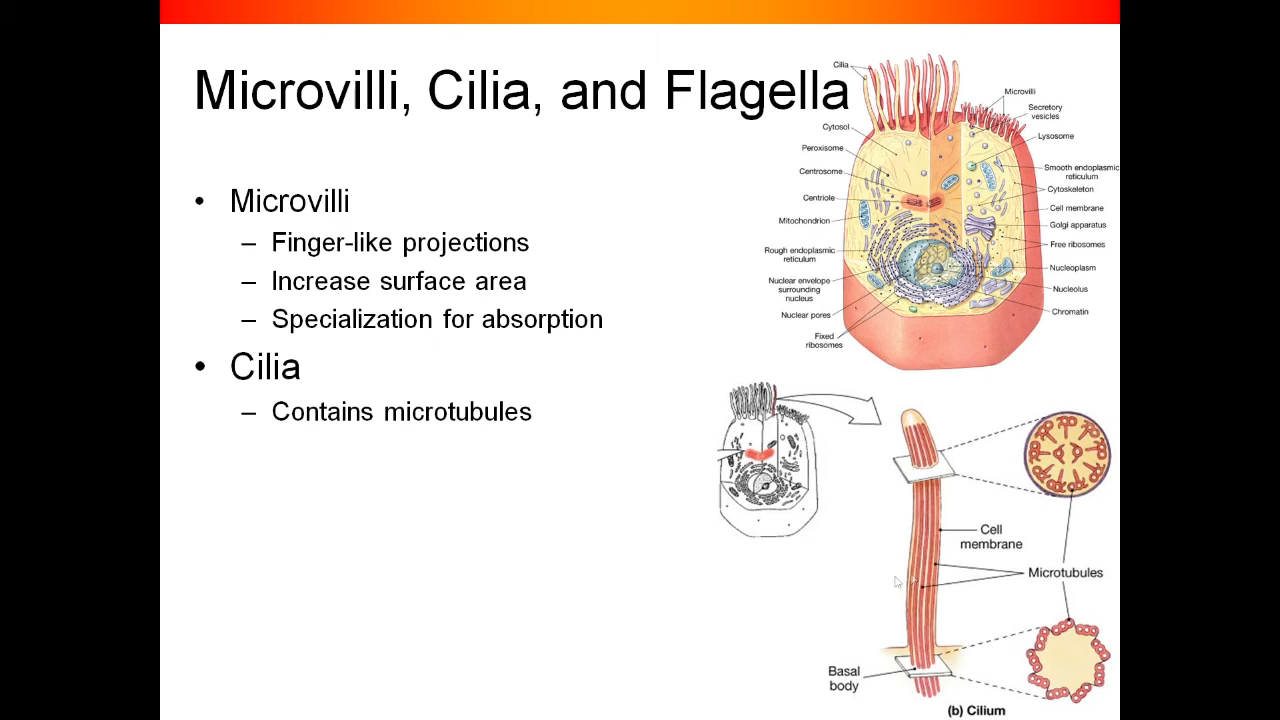 Microvilli, Cilia, and Flagella
• Microvilli
– Finger-like projections
– Increase surface area
– Specialization for absorption
• Cilia
– Contains microtubules
Cilia
Cytosol
Peroxisome
Centrosome
Centriole
Mitochondrion
Rough endoplasmic
reticulum
Nuclear envelope
surrounding
nucleus
Nuclear pores
Fixed
ribosomes
Microvilli
Secretory
vesicles
Lysosome
Smooth endoplasmic
reticulum
Cytoskeleton
Cell membrane
Golgi apparatus
Free ribosomes
Nucleoplasm
Nucleolus
Chromatin
Cell
membrane
Microtubules
Basal
body
(b) Cilium